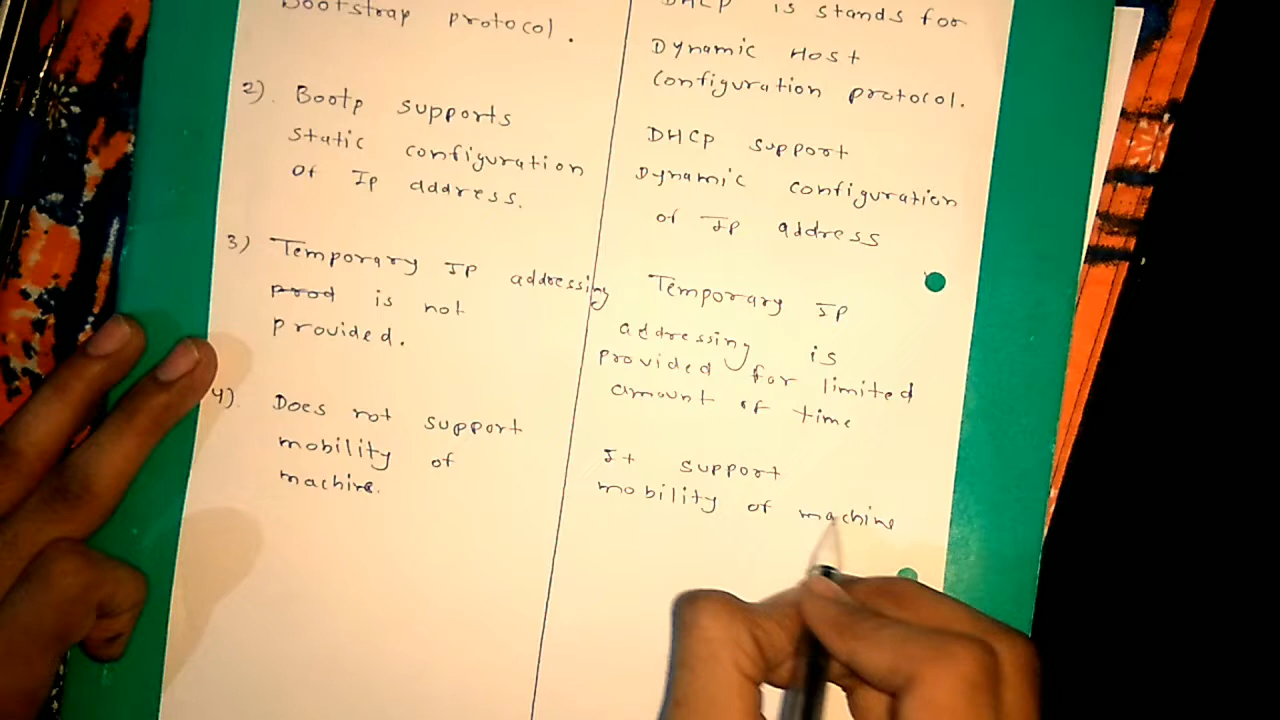 Bootstrap protocol.
2). Bootp supports
static configuration
of Ip address.
3) Temporary IP addressing
prod is not
provided.
4). Does not support
mobility of
machine.
DHCP is stands for
Dynamic Host
Configuration protocol.
DHCP support
Dynamic configuration
of IP address
Temporary IP
addressing is
provided for limited
amount of time
It support
mobility of machine